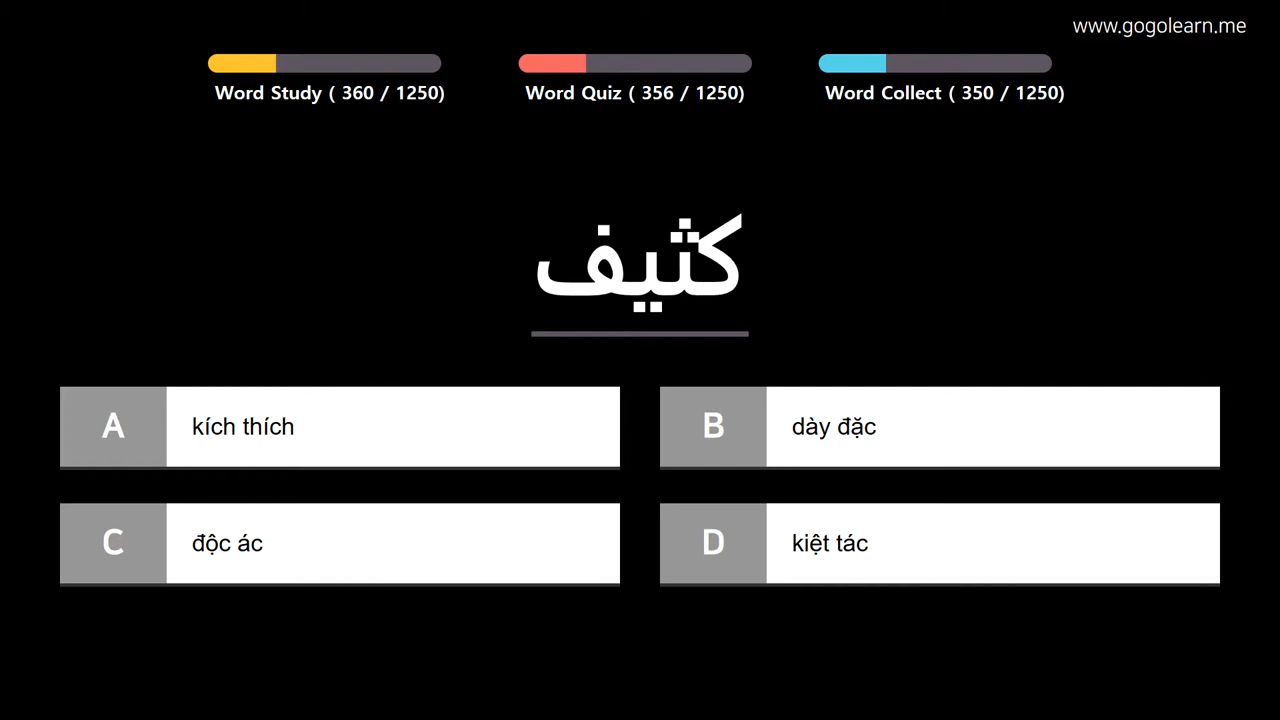 www.gogolearn.me
Word Study ( 360 / 1250)
Word Quiz ( 356 / 1250)
Word Collect ( 350 / 1250)
كثيف
A kích thích
B dày đặc
C độc ác
D kiệt tác